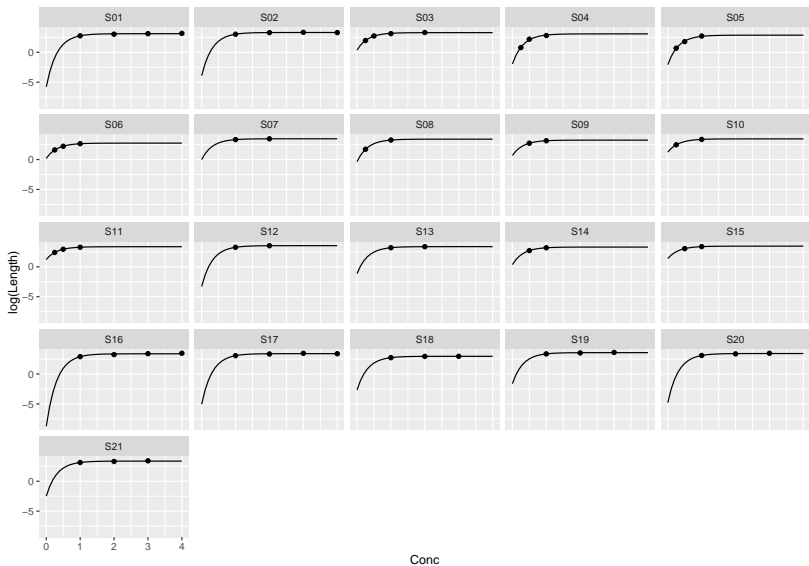 S01 S02 S03 S04 S05
0
−5
S06 S07 S08 S09 S10
0
−5
S11 S12 S13 S14 S15
0
−5
log(Length)
S16 S17 S18 S19 S20
0
−5
S21
0
−5
0 1 2 3 4
Conc